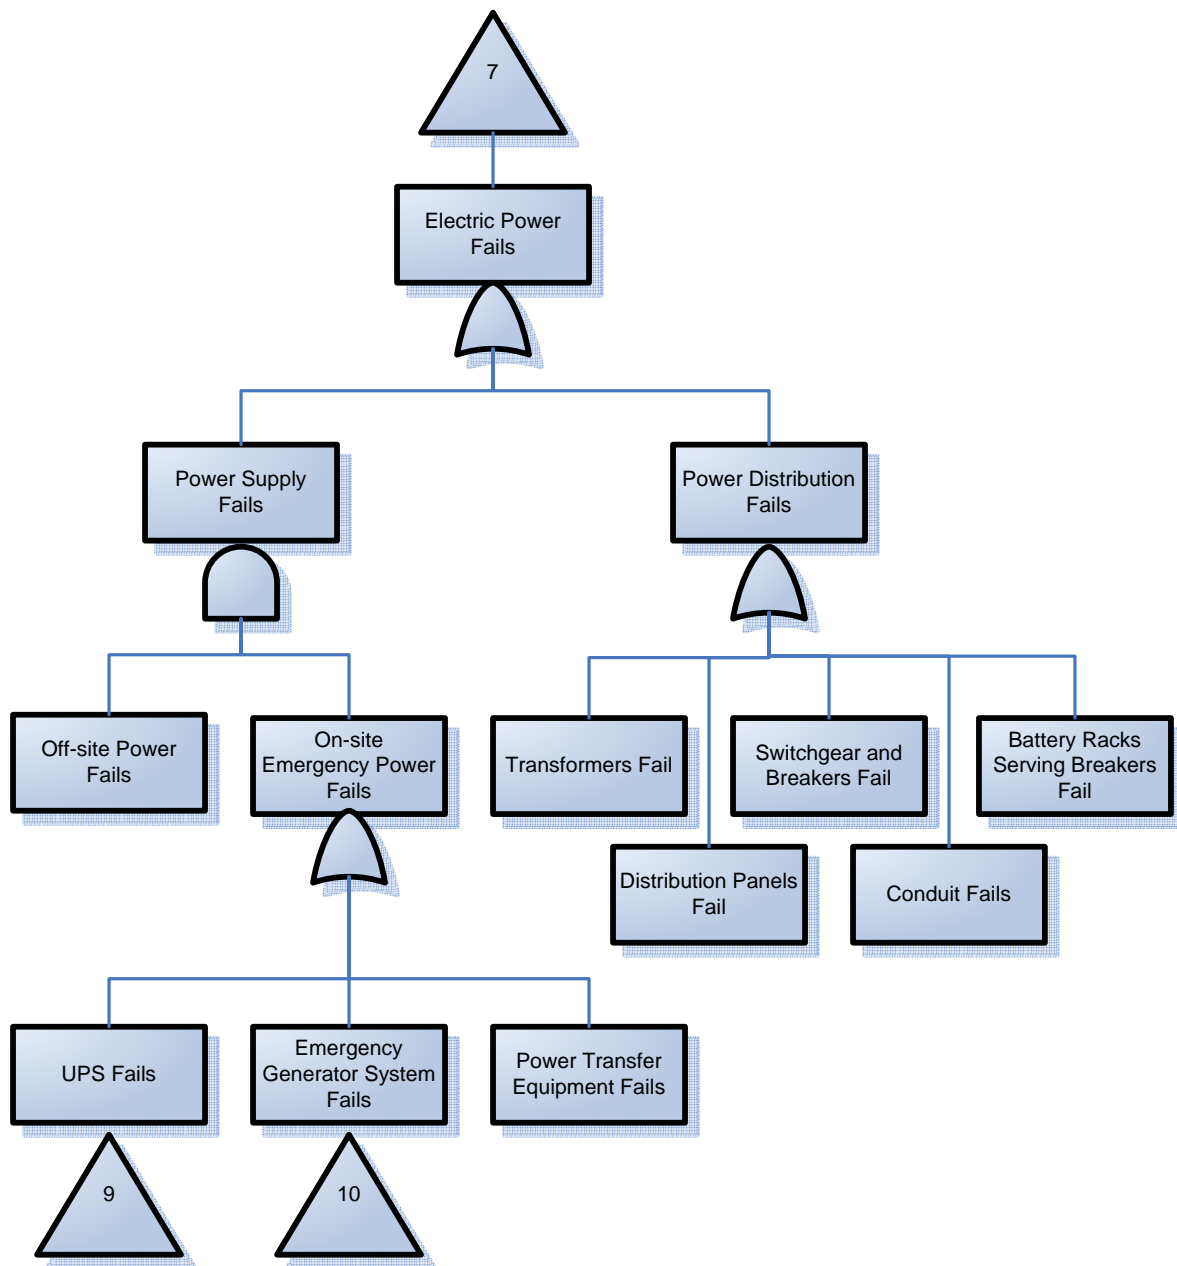 7
Electric Power
Fails
Power Supply
Fails
Power Distribution
Fails
Off-site Power
Fails
On-site
Emergency Power
Fails
Transformers Fail
Switchgear and
Breakers Fail
Battery Racks
Serving Breakers
Fail
Distribution Panels
Fail
Conduit Fails
UPS Fails
Emergency
Generator System
Fails
Power Transfer
Equipment Fails
9
10